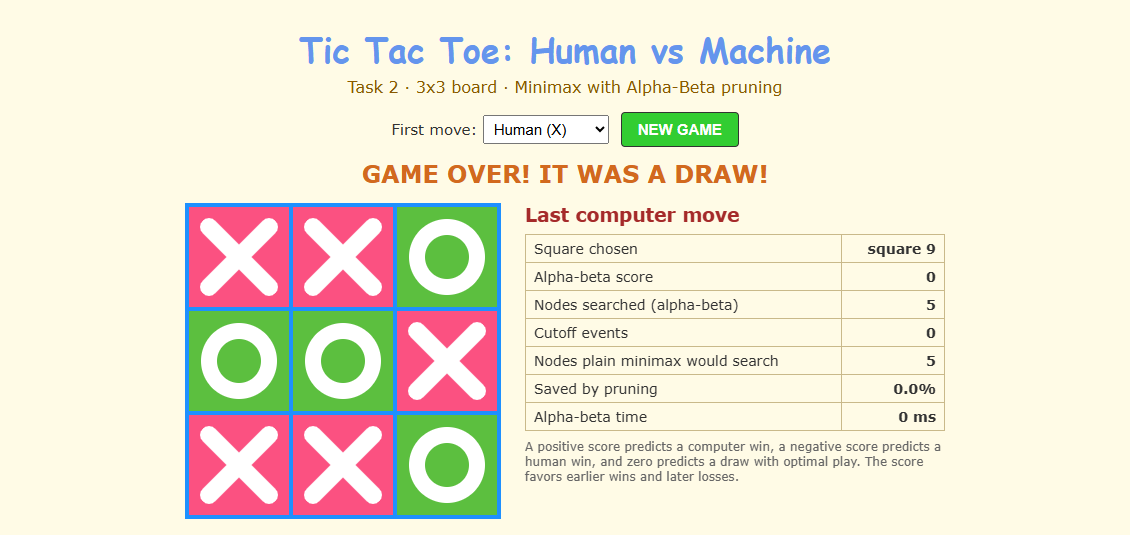 Tic Tac Toe: Human vs Machine
Task 2 · 3x3 board · Minimax with Alpha-Beta pruning
First move: Human (X) NEW GAME
GAME OVER! IT WAS A DRAW!
Last computer move
Square chosen square 9
Alpha-beta score 0
Nodes searched (alpha-beta) 5
Cutoff events 0
Nodes plain minimax would search 5
Saved by pruning 0.0%
Alpha-beta time 0 ms
A positive score predicts a computer win, a negative score predicts a
human win, and zero predicts a draw with optimal play. The score
favors earlier wins and later losses.